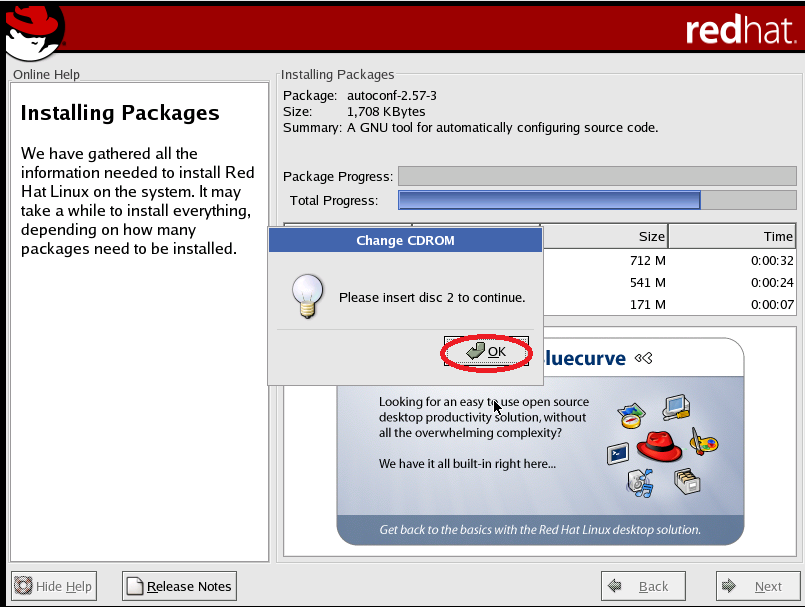 redhat.
Online Help
Installing Packages
We have gathered all the
information needed to install Red
Hat Linux on the system. It may
take a while to install everything,
depending on how many
packages need to be installed.
Installing Packages
Package: autoconf-2.57-3
Size: 1,708 KBytes
Summary: A GNU tool for automatically configuring source code.
Package Progress:
Total Progress:
Size Time
712 M 0:00:32
541 M 0:00:24
171 M 0:00:07
Change CDROM
Please insert disc 2 to continue.
OK
luecurve
Looking for an easy to use open source
desktop productivity solution, without
all the overwhelming complexity?
We have it all built-in right here...
Get back to the basics with the Red Hat Linux desktop solution.
Hide Help Release Notes Back Next